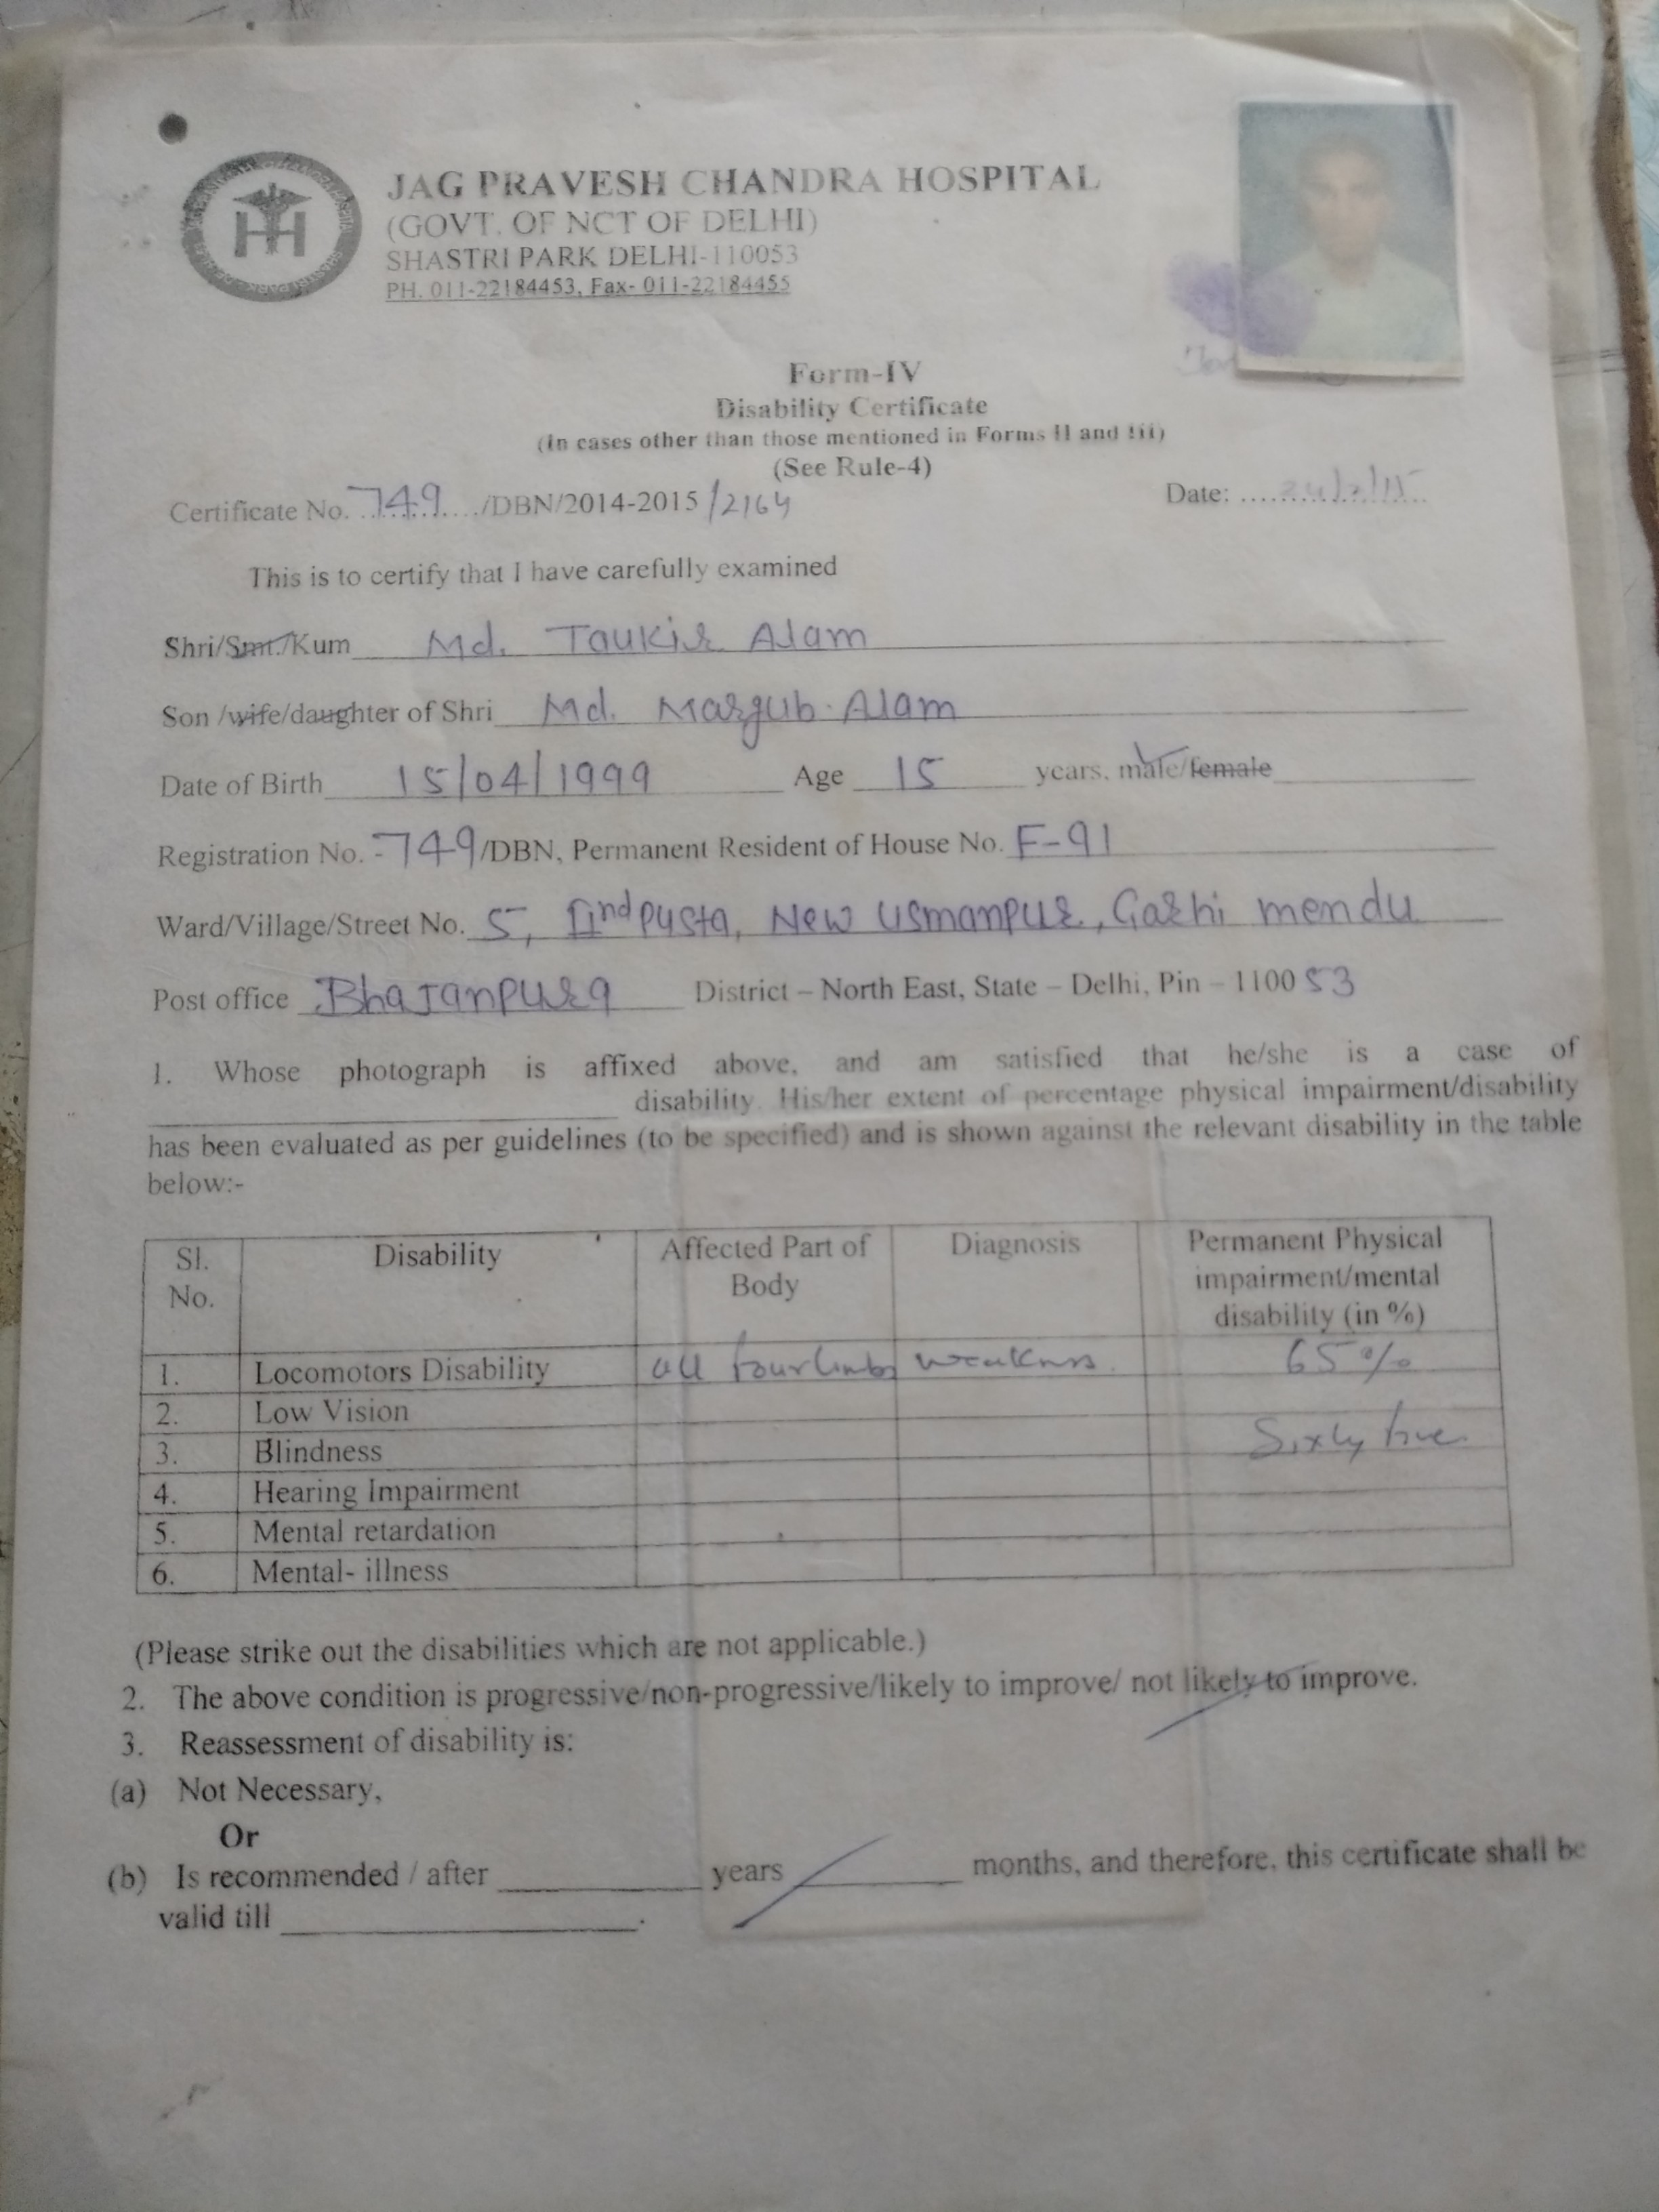 JAG PRAVESH CHANDRA HOSPITAL
(GOVT. OF NCT OF DELHI)
SHASTRI PARK DELHI-110053
PH. 011-22184453, Fax- 011-22184455
Form-IV
Disability Certificate
(In cases other than those mentioned in Forms II and III)
(See Rule-4)
Certificate No. 749 /DBN/2014-2015 /2164 Date:
This is to certify that I have carefully examined
Shri/Smt./Kum Md. Taukir Alam
Son /wife/daughter of Shri Md. Margub Alam
Date of Birth 15/04/1999 Age 15 years, male/female
Registration No. - 749/DBN, Permanent Resident of House No. F-91
Ward/Village/Street No. 5, IInd Pusta, New Usmanpur, Garhi mendu
Post office Bhajanpura District – North East, State – Delhi, Pin – 110053
1. Whose photograph is affixed above, and am satisfied that he/she is a case of
disability. His/her extent of percentage physical impairment/disability
has been evaluated as per guidelines (to be specified) and is shown against the relevant disability in the table
below:-
Sl. No. Disability Affected Part of Body Diagnosis Permanent Physical impairment/mental disability (in %)
1. Locomotors Disability all four limbs weakness 65%
2. Low Vision
Sixty five
3. Blindness
4. Hearing Impairment
5. Mental retardation
6. Mental- illness
(Please strike out the disabilities which are not applicable.)
2. The above condition is progressive/non-progressive/likely to improve/ not likely to improve.
3. Reassessment of disability is:
(a) Not Necessary,
Or
(b) Is recommended / after years months, and therefore, this certificate shall be
valid till .